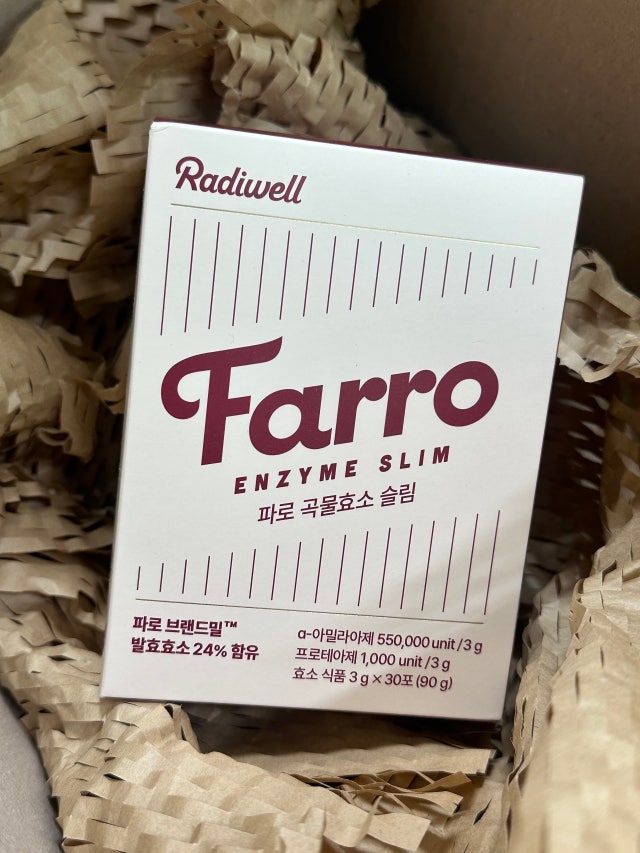 Radiwell
Farro
ENZYME SLIM
파로 곡물효소 슬림
파로 브랜드밀™
발효효소 24% 함유
α-아밀라아제 550,000 unit/3 g
프로테아제 1,000 unit/3 g
효소 식품 3 g × 30포 (90 g)